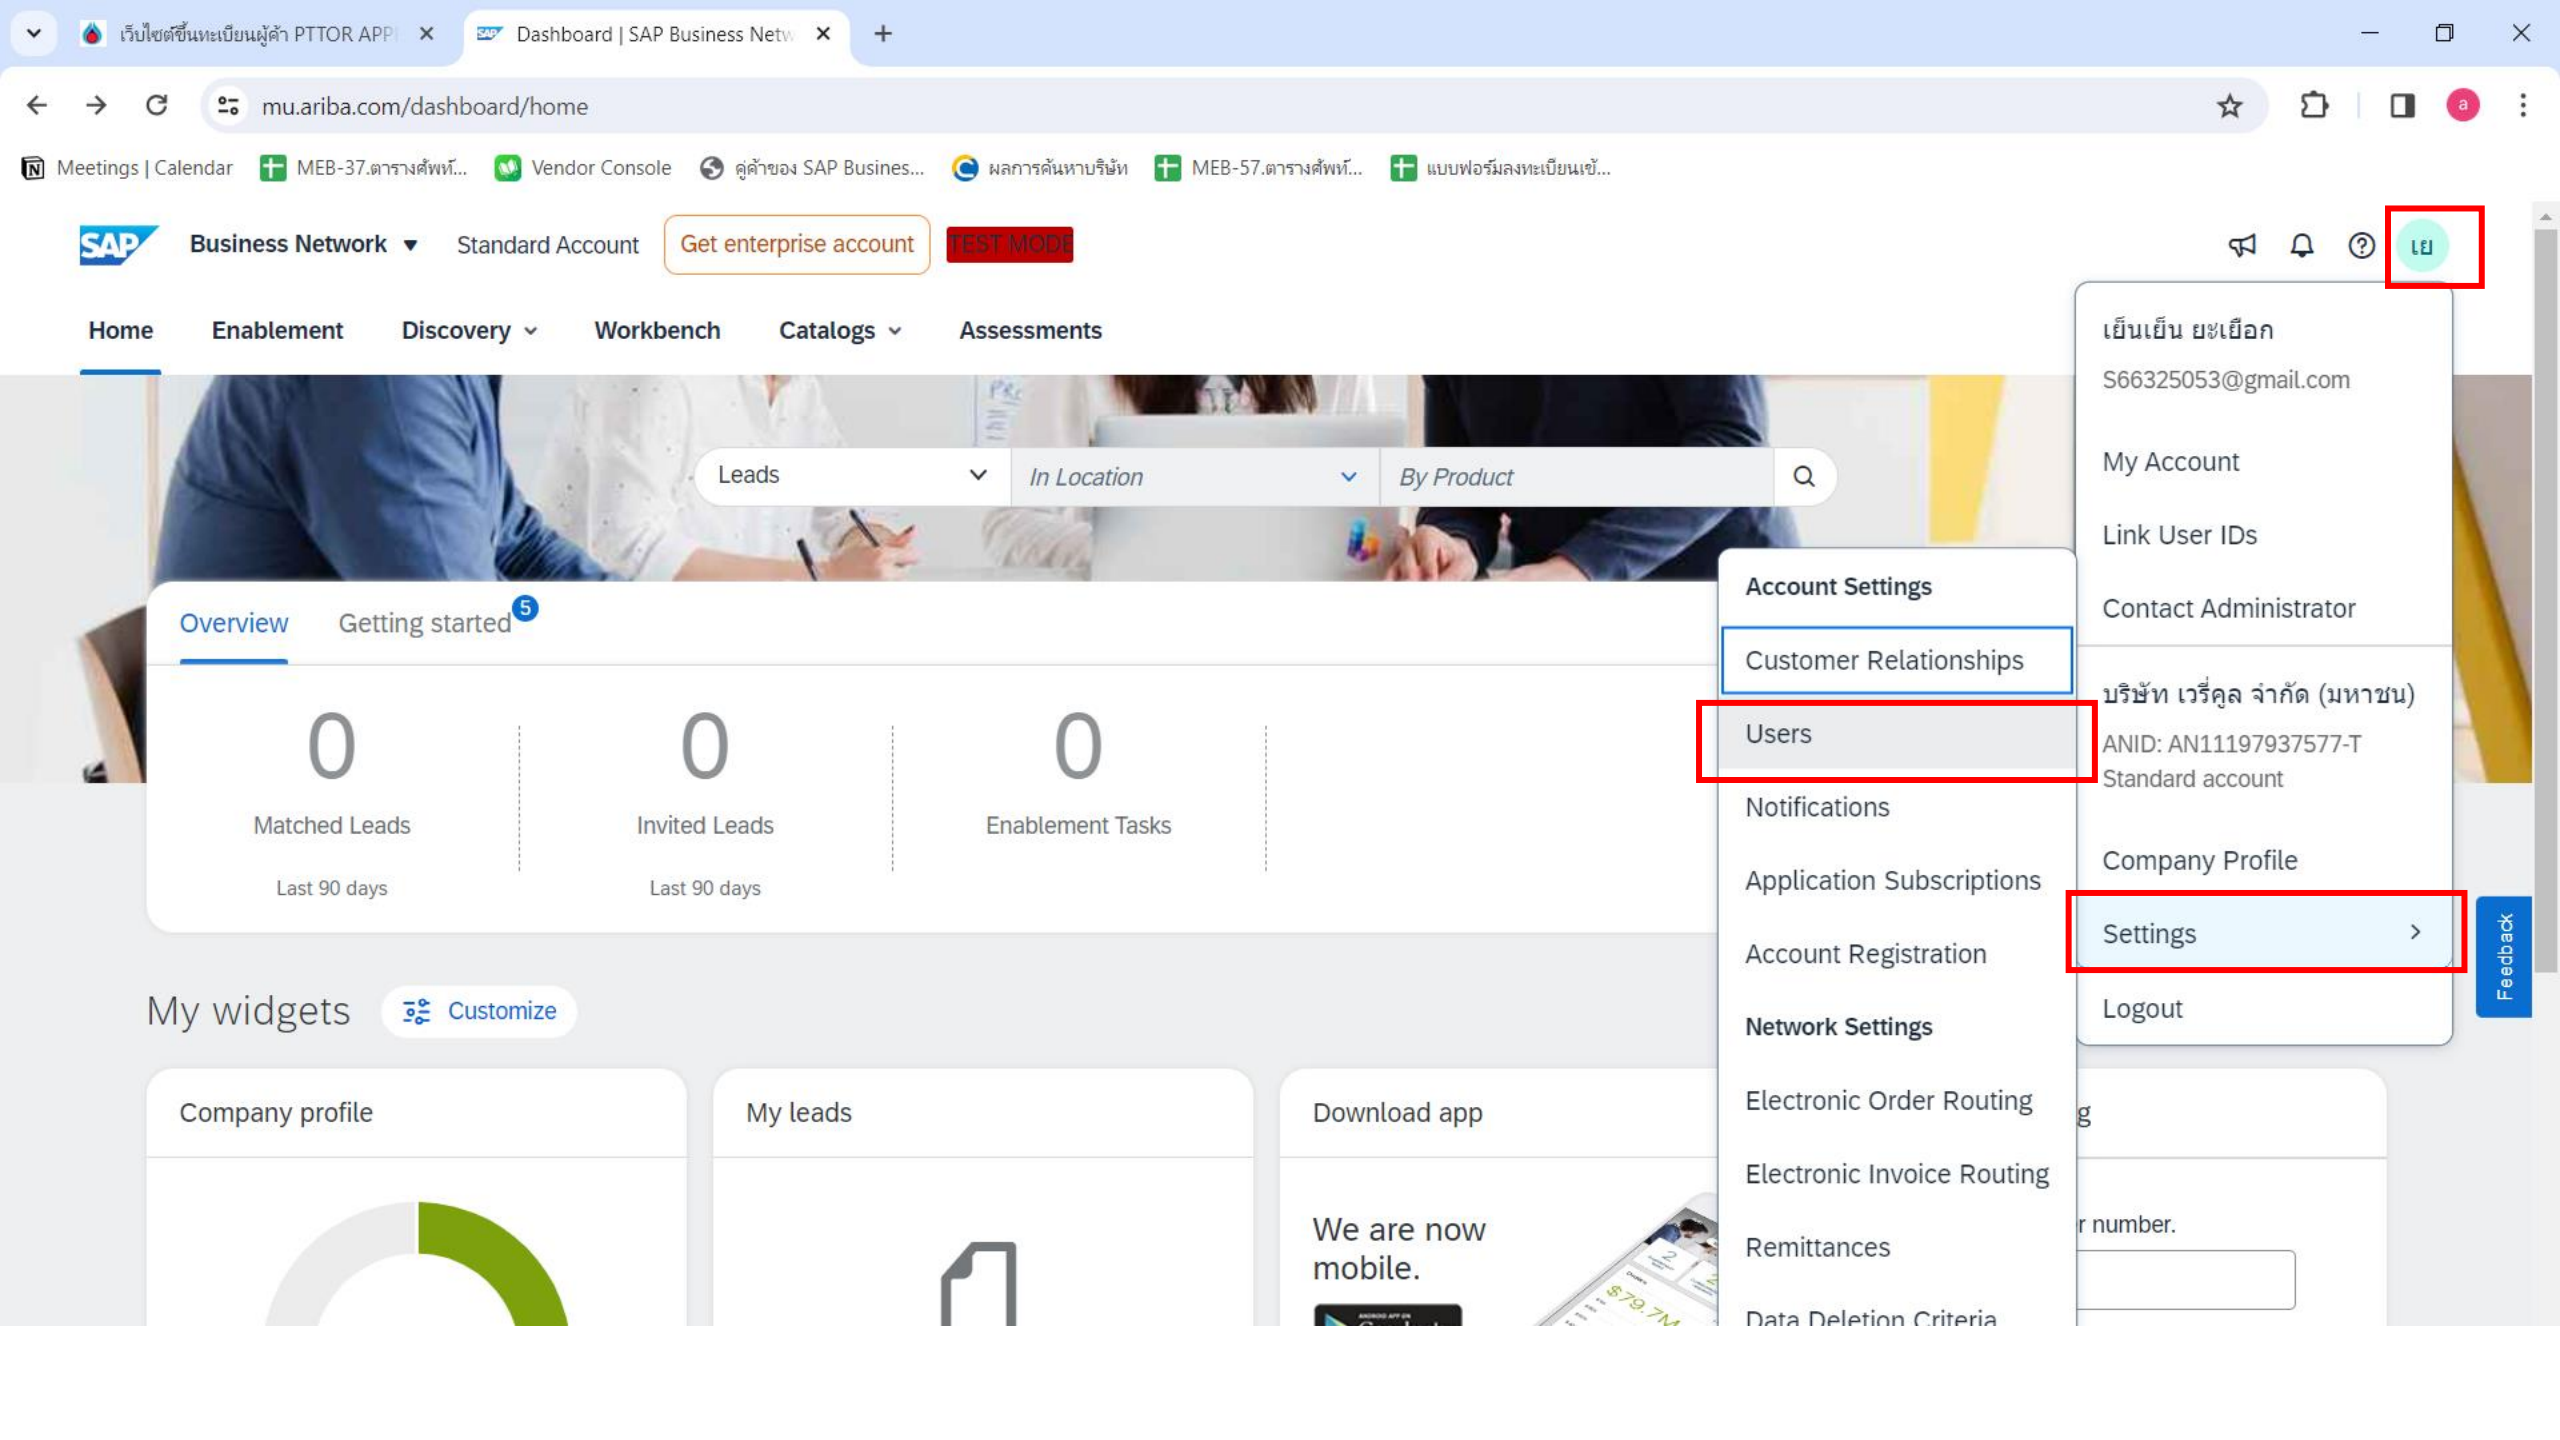 เว็บไซต์ขึ้นทะเบียนผู้ค้า PTTOR APP
Dashboard | SAP Business Netw
mu.ariba.com/dashboard/home
a
Meetings | Calendar
MEB-37.ตารางศัพท์...
Vendor Console
คู่ค้าของ SAP Busines...
ผลการค้นหาบริษัท
MEB-57.ตารางศัพท์...
แบบฟอร์มลงทะเบียนเข้...
SAP
Business Network
Standard Account
Get enterprise account
TEST MODE
เย
Home
Enablement
Discovery
Workbench
Catalogs
Assessments
เย็นเย็น ยะเยือก
S66325053@gmail.com
My Account
Link User IDs
Contact Administrator
บริษัท เวรี่คูล จำกัด (มหาชน)
ANID: AN11197937577-T
Standard account
Company Profile
Settings
Logout
Leads
In Location
By Product
Account Settings
Customer Relationships
Users
Notifications
Application Subscriptions
Account Registration
Network Settings
Electronic Order Routing
Electronic Invoice Routing
Remittances
Data Deletion Criteria
Overview
Getting started
5
0
Matched Leads
Last 90 days
0
Invited Leads
Last 90 days
0
Enablement Tasks
Feedback
My widgets
Customize
Company profile
My leads
Download app
We are now
mobile.
ANDROID APP ON
$79.7M
g
r number.